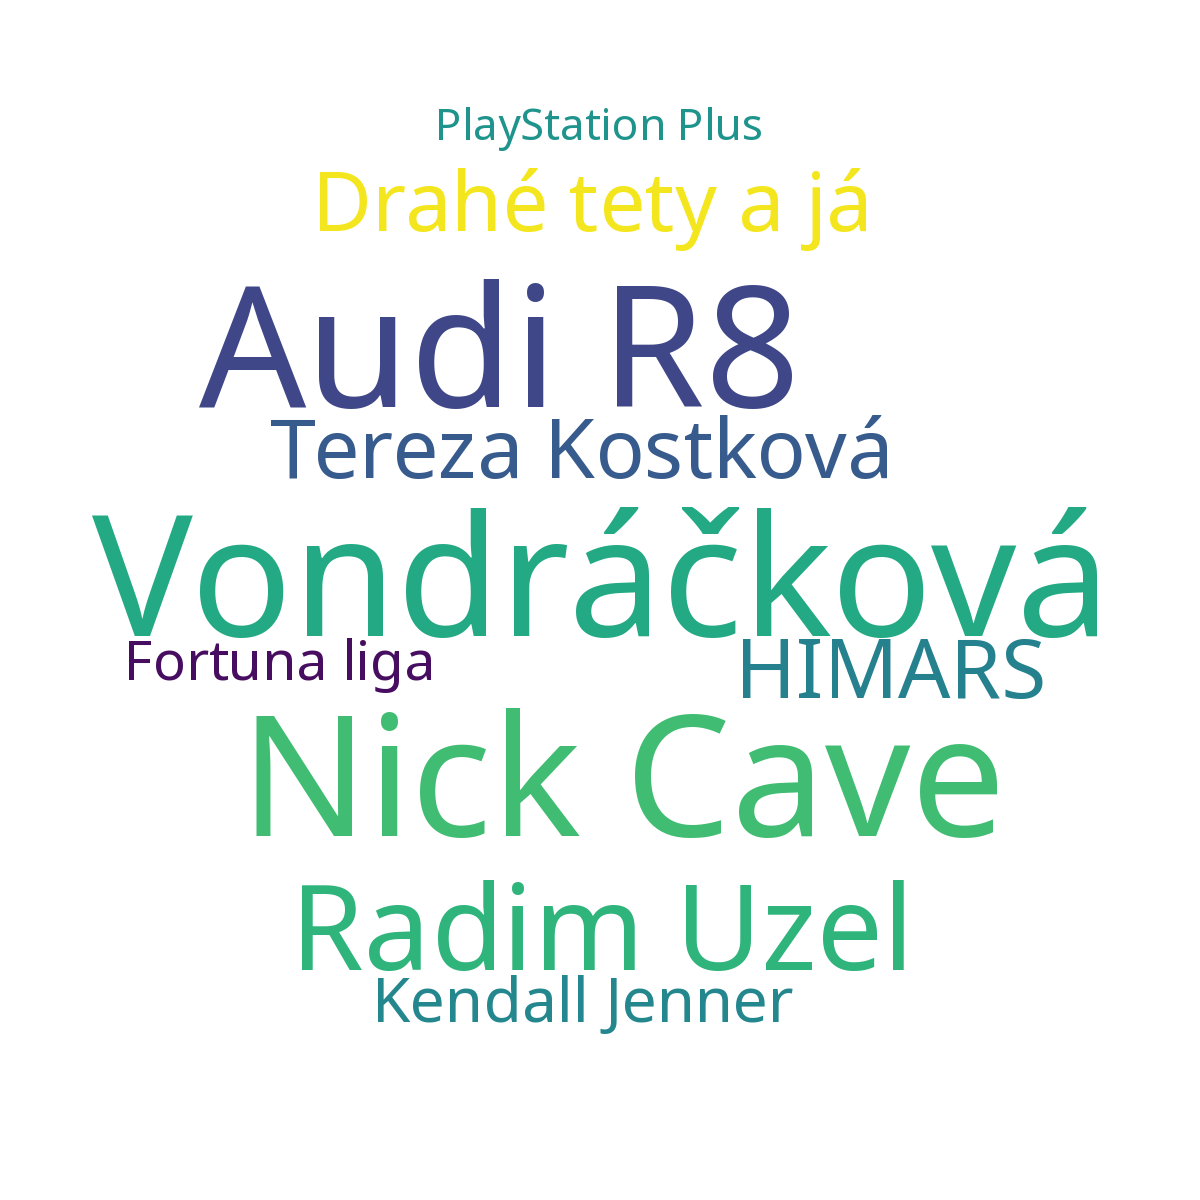 PlayStation Plus
Drahé tety a já
Audi R8
Tereza Kostková
Vondráčková
Fortuna liga
HIMARS
Nick Cave
Radim Uzel
Kendall Jenner